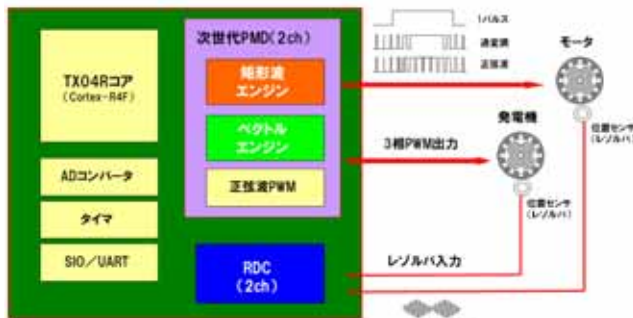 TX04Rコア
(Cortex-R4F)
ADコンバータ
タイマ
SIO/UART
次世代PMD(2ch)
矩形波
エンジン
ベクトル
エンジン
正弦波PWM
RDC
(2ch)
1パルス
過変調
正弦波
モータ
位置センサ
(レゾルバ)
発電機
3相PWM出力
位置センサ
(レゾルバ)
レゾルバ入力